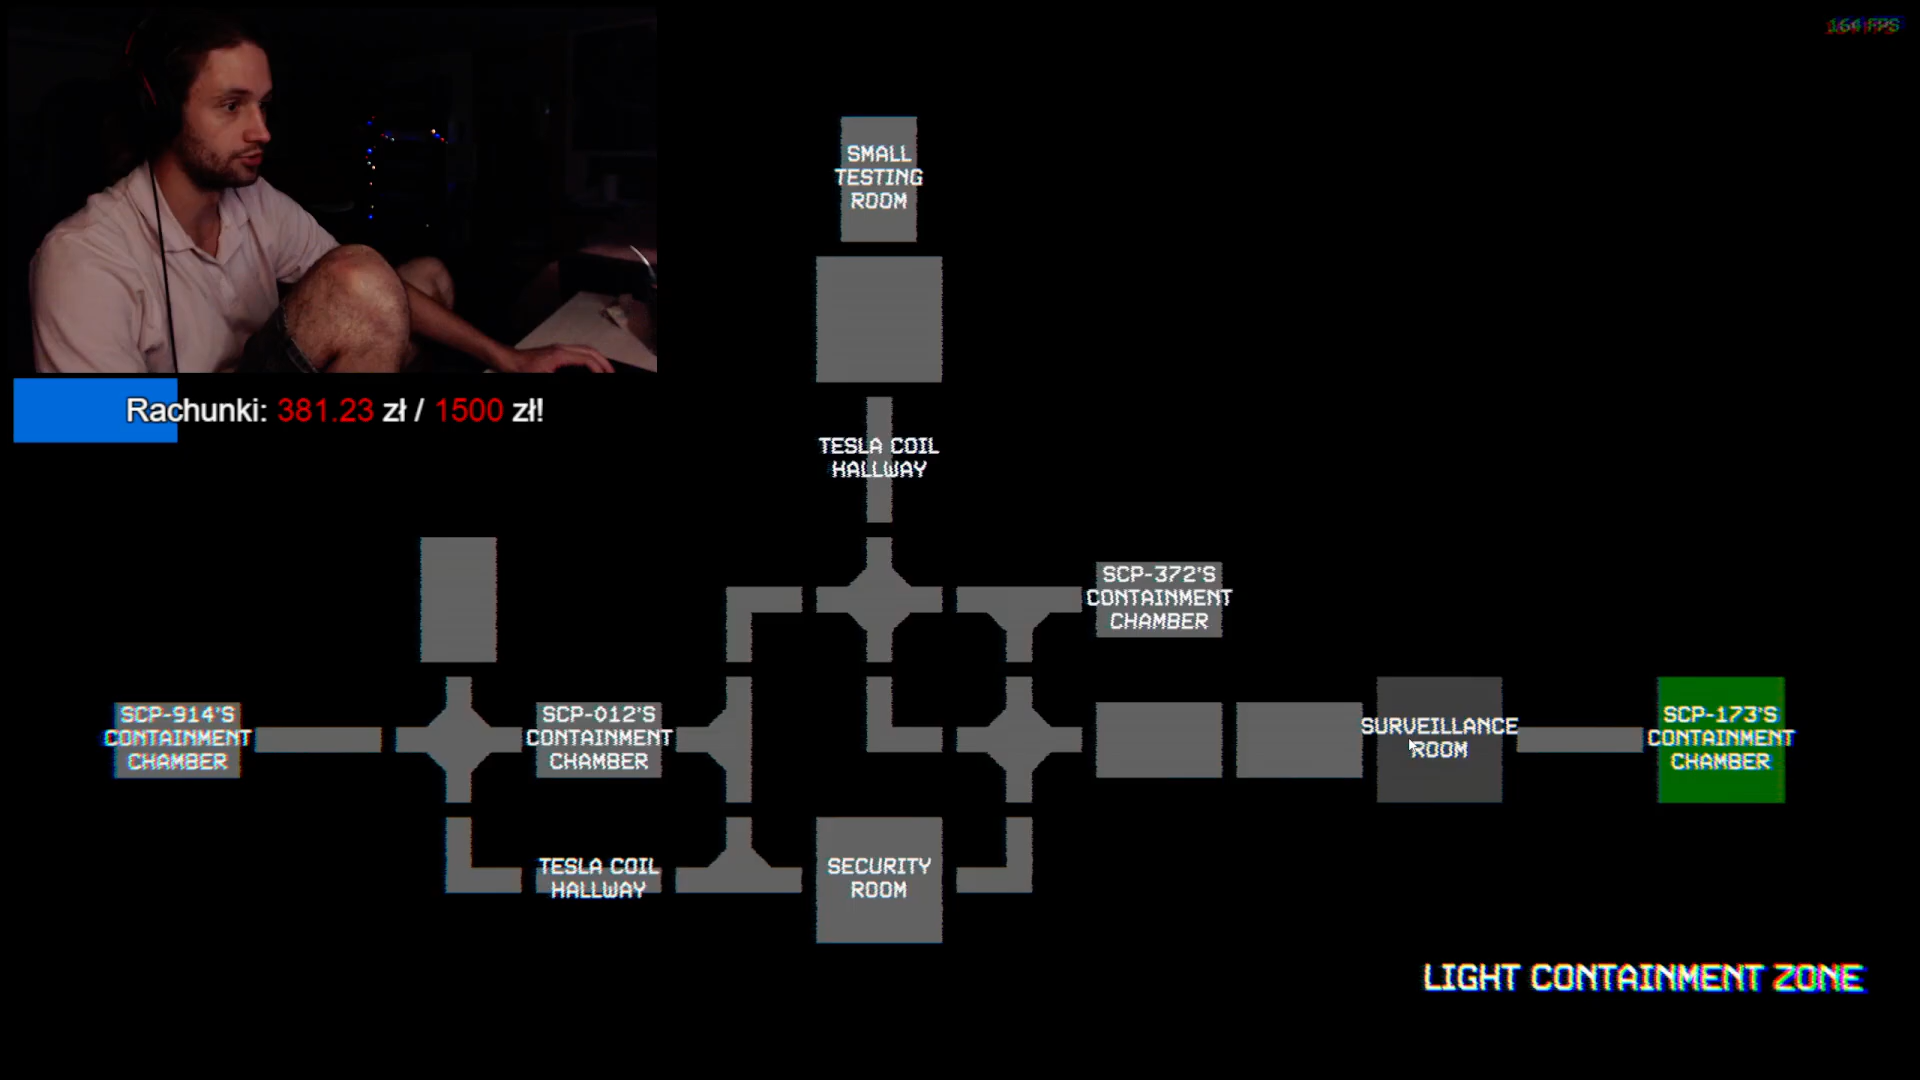 164 FPS
SMALL
TESTING
ROOM
Rachunki: 381.23 zł / 1500 zł!
TESLA COIL
HALLWAY
SCP-372'S
CONTAINMENT
CHAMBER
SCP-914'S
CONTAINMENT
CHAMBER
SCP-012'S
CONTAINMENT
CHAMBER
SURVEILLANCE
ROOM
SCP-173'S
CONTAINMENT
CHAMBER
TESLA COIL
HALLWAY
SECURITY
ROOM
LIGHT CONTAINMENT ZONE